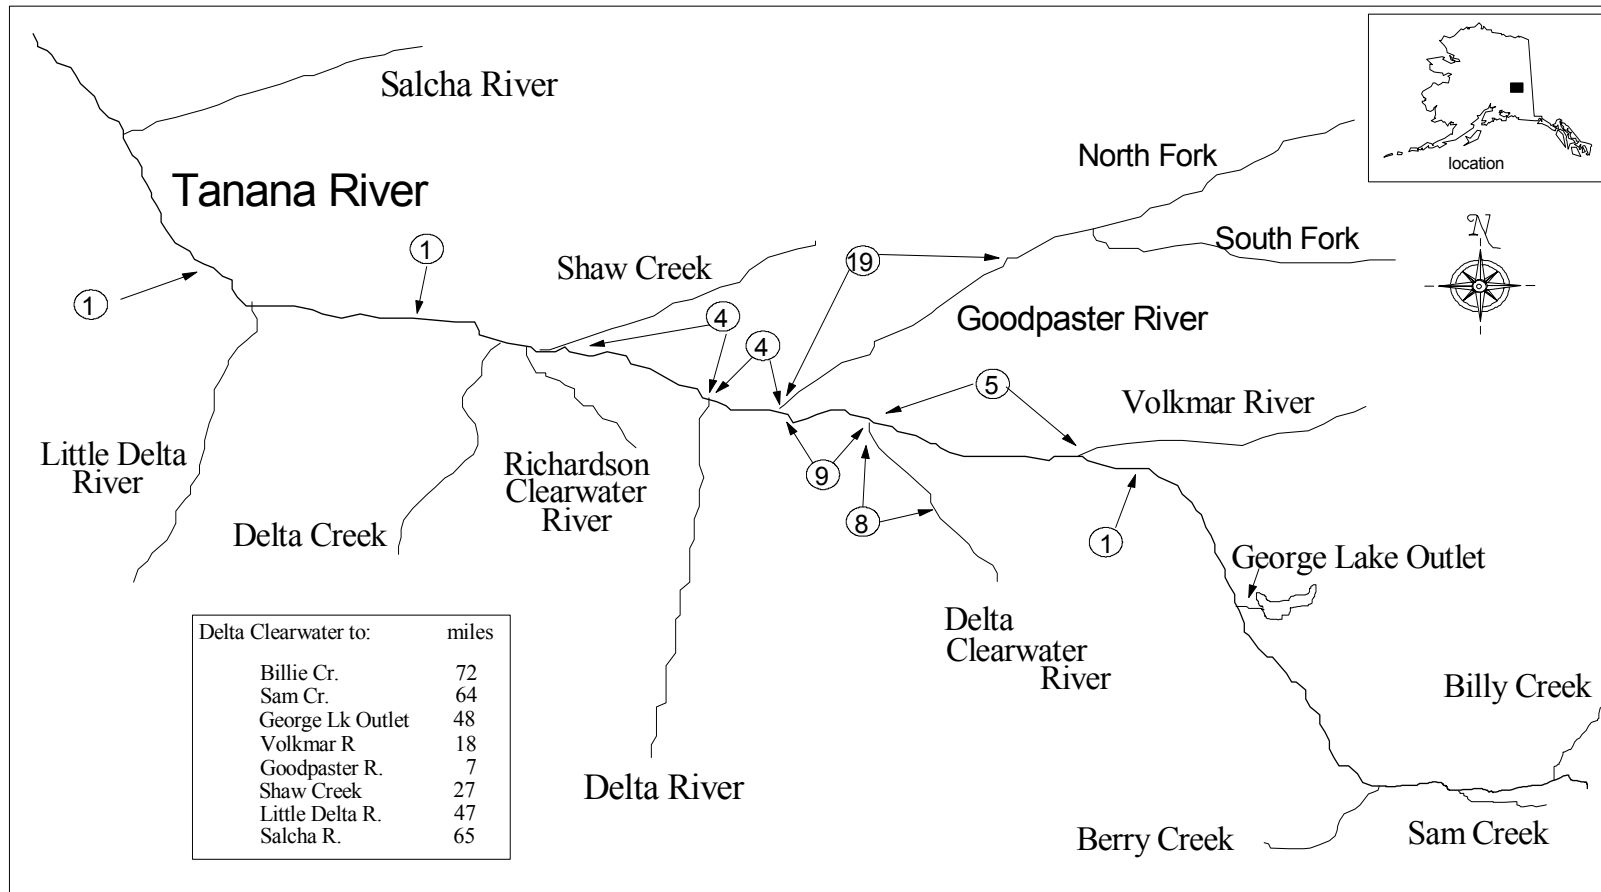 Salcha River
North Fork
location
Tanana River
N
South Fork
1
1
Shaw Creek
19
Goodpaster River
4
4
5
Volkmar River
Little Delta
River
Richardson
Clearwater
River
9
8
1
Delta Creek
George Lake Outlet
Delta
Clearwater
River
Delta Clearwater to: miles
Billie Cr. 72
Sam Cr. 64
George Lk Outlet 48
Volkmar R 18
Goodpaster R. 7
Shaw Creek 27
Little Delta R. 47
Salcha R. 65
Delta River
Billy Creek
Berry Creek
Sam Creek